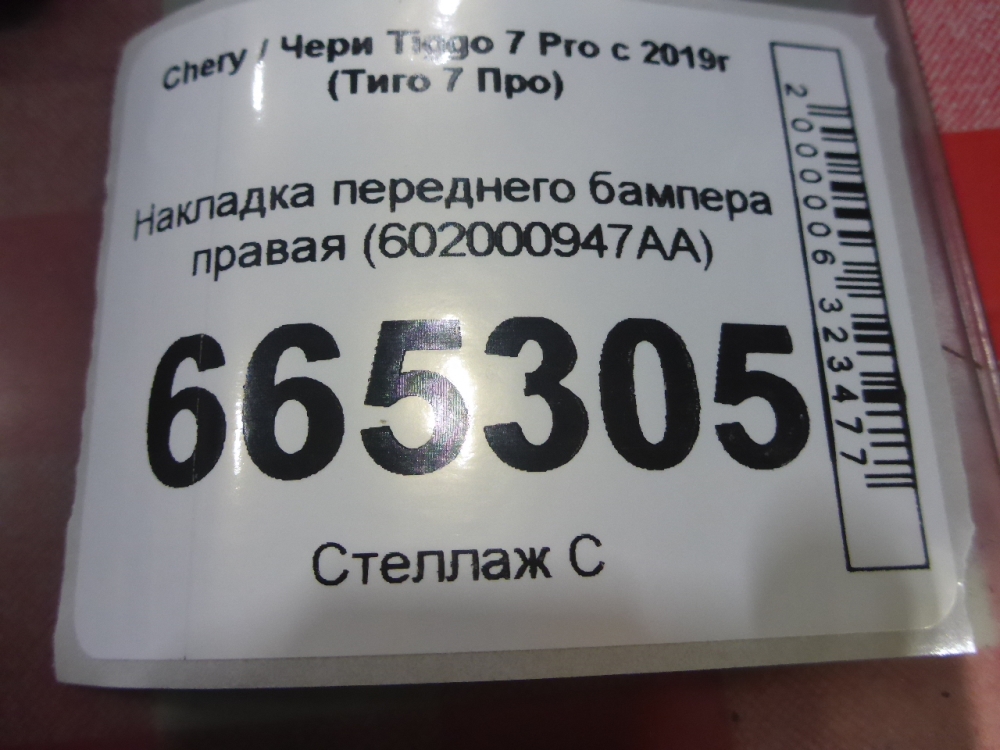 Chery / Чери Tiggo 7 Pro с 2019г
(Тиго 7 Про)
Накладка переднего бампера
правая (602000947AA)
665305
Стеллаж С
2000006323477